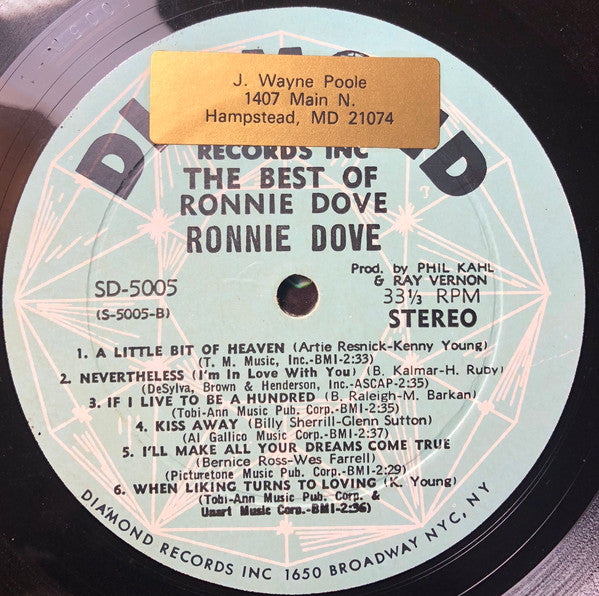 DIAMOND
J. Wayne Poole
1407 Main N.
Hampstead, MD 21074
RECORDS INC
THE BEST OF
RONNIE DOVE
RONNIE DOVE
SD-5005
(S-5005-B)
Prod. by PHIL KAHL
& RAY VERNON
33⅓ RPM
STEREO
1. A LITTLE BIT OF HEAVEN (Artie Resnick-Kenny Young)
(T. M. Music, Inc.-BMI-2:33)
2. NEVERTHELESS (I'm In Love With You) (B. Kalmar-H. Ruby)
(DeSylva, Brown & Henderson, Inc.-ASCAP-2:35)
3. IF I LIVE TO BE A HUNDRED (B. Raleigh-M. Barkan)
(Tobi-Ann Music Pub. Corp.-BMI-2:35)
4. KISS AWAY (Billy Sherrill-Glenn Sutton)
(Al Gallico Music Corp.-BMI-2:37)
5. I'LL MAKE ALL YOUR DREAMS COME TRUE
(Bernice Ross-Wes Farrell)
(Picturetone Music Pub. Corp.-BMI-2:29)
6. WHEN LIKING TURNS TO LOVING (K. Young)
(Tobi-Ann Music Pub. Corp. &
Unart Music Corp.-BMI-2:36)
DIAMOND RECORDS INC 1650 BROADWAY NYC, NY